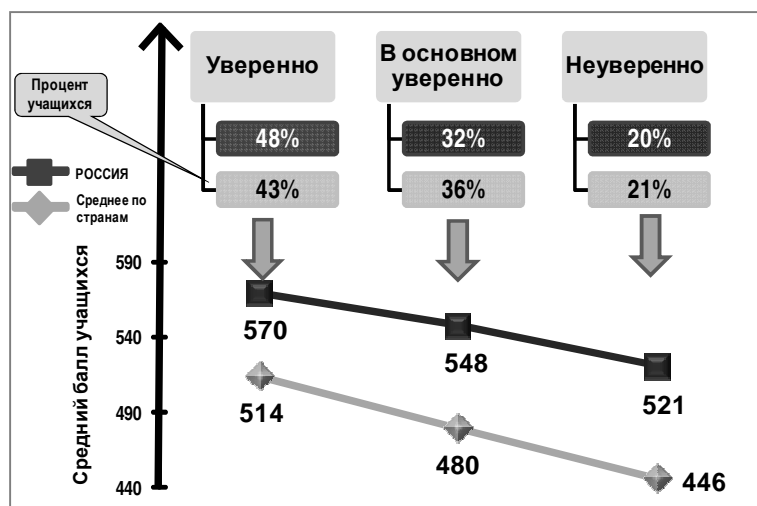 Уверенно
В основном
уверенно
Неуверенно
Процент
учащихся
48%
32%
20%
43%
36%
21%
РОССИЯ
Среднее по
странам
Средний балл учащихся
590
540
490
440
570
548
521
514
480
446